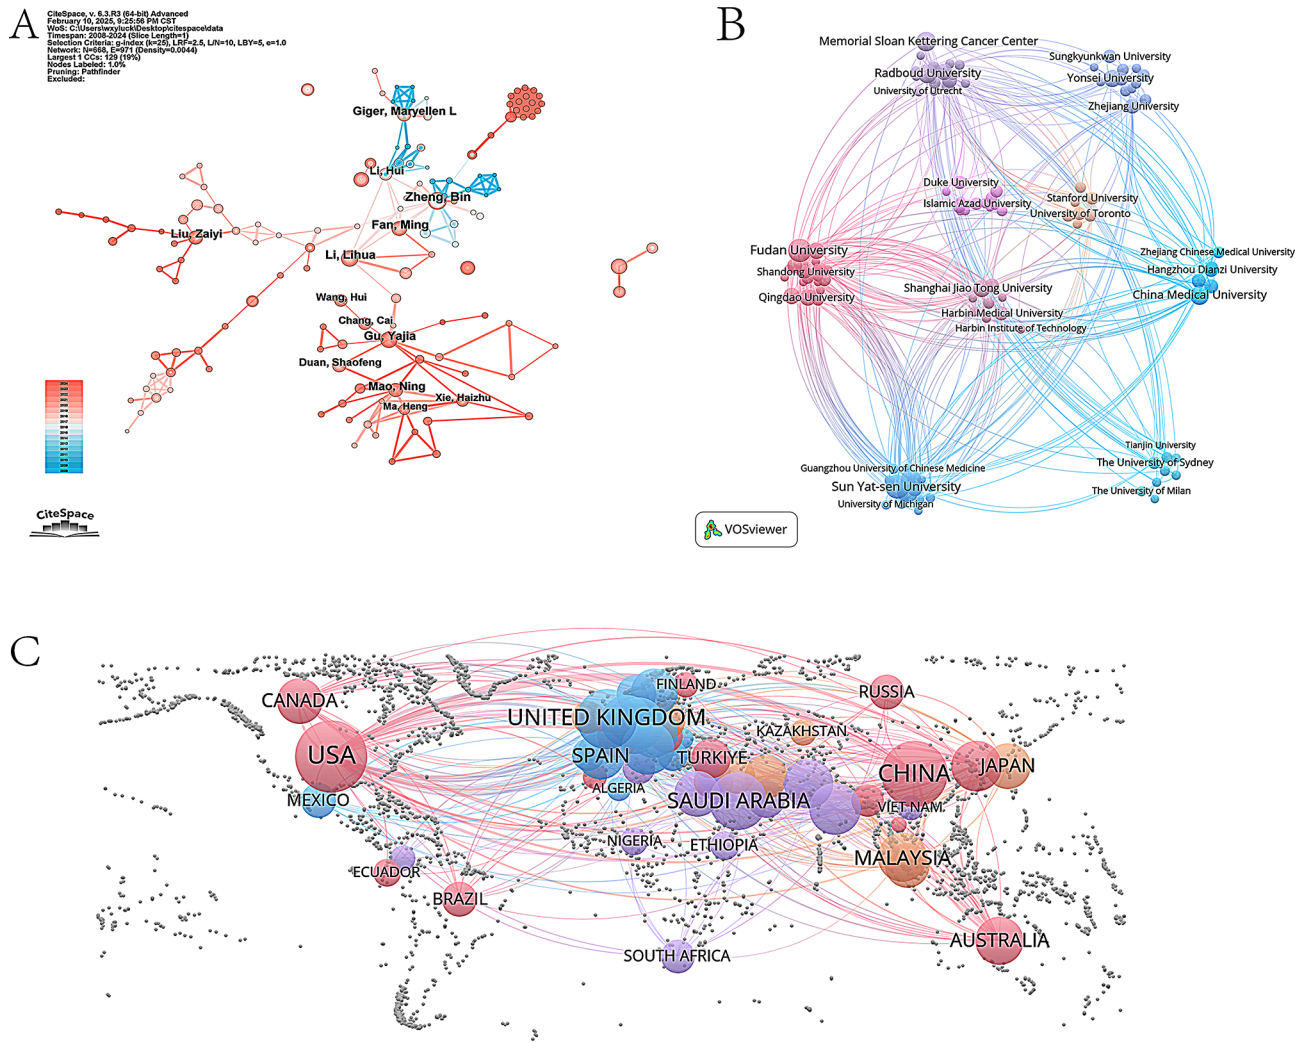 A
CiteSpace, v. 6.3.R3 (64-bit) Advanced
February 10, 2025, 9:25:56 PM CST
WoS: C:\Users\wxyluck\Desktop\citespace\data
Timespan: 2008-2024 (Slice Length=1)
Selection Criteria: g-index (k=25), LRF=2.5, L/N=10, LBY=5, e=1.0
Network: N=668, E=971 (Density=0.0044)
Largest 1 CCs: 129 (19%)
Nodes Labeled: 1.0%
Pruning: Pathfinder
Excluded:
Giger, Maryellen L
Li, Hui
Zheng, Bin
Fan, Ming
Liu, Zaiyi
Li, Lihua
Wang, Hui
Chang, Cai
Gu, Yajia
Duan, Shaofeng
Mao, Ning
Xie, Haizhu
Ma, Heng
CiteSpace
B
Memorial Sloan Kettering Cancer Center
Radboud University
University of Utrecht
Sungkyunkwan University
Yonsei University
Zhejiang University
Duke University
Islamic Azad University
Stanford University
University of Toronto
Fudan University
Shandong University
Qingdao University
Zhejiang Chinese Medical University
Hangzhou Dianzi University
China Medical University
Shanghai Jiao Tong University
Harbin Medical University
Harbin Institute of Technology
Guangzhou University of Chinese Medicine
Sun Yat-sen University
University of Michigan
Tianjin University
The University of Sydney
The University of Milan
VOSviewer
C
CANADA
USA
MEXICO
ECUADOR
BRAZIL
FINLAND
UNITED KINGDOM
SPAIN
TURKIYE
ALGERIA
SAUDI ARABIA
NIGERIA
ETHIOPIA
SOUTH AFRICA
RUSSIA
KAZAKHSTAN
CHINA
JAPAN
VIET NAM
MALAYSIA
AUSTRALIA